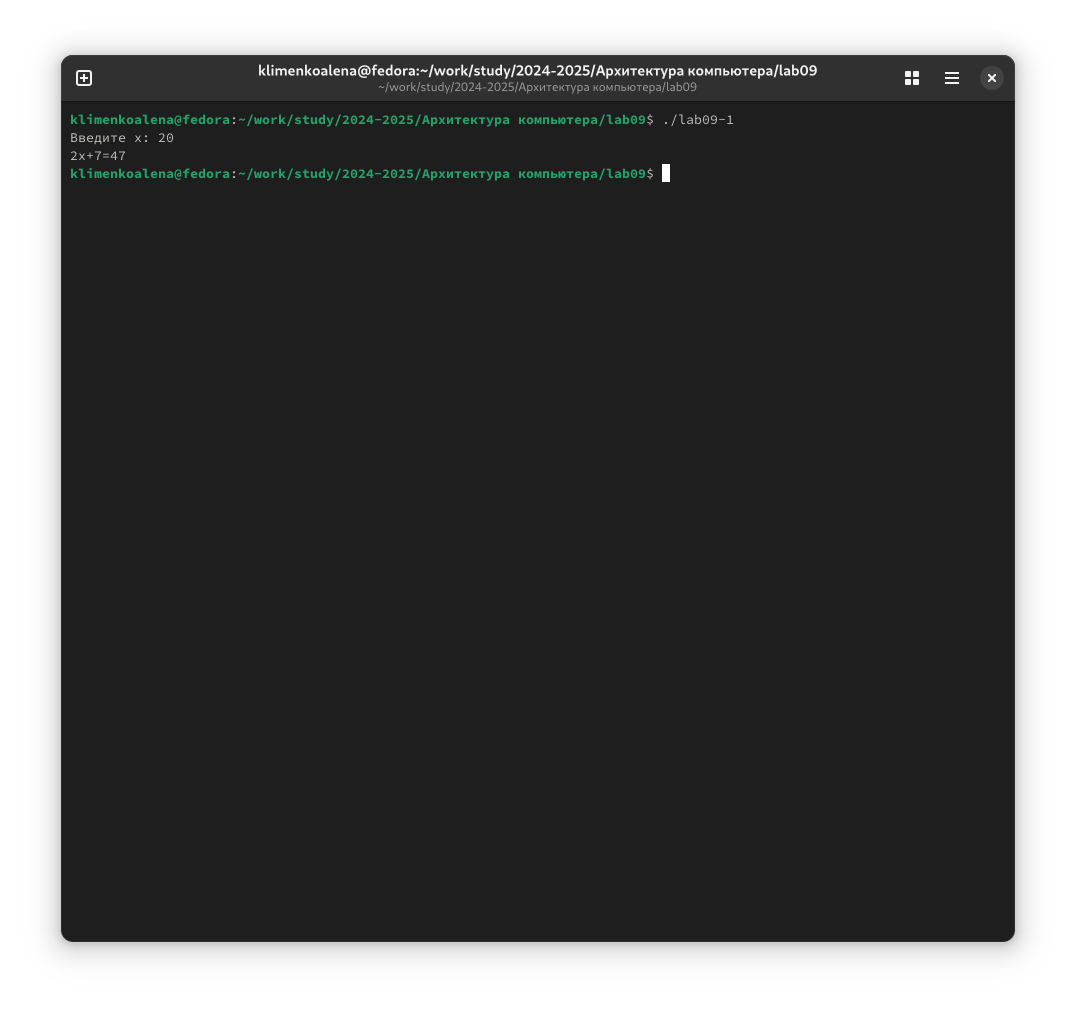 klimenkoalena@fedora:~/work/study/2024-2025/Архитектура компьютера/lab09
~/work/study/2024-2025/Архитектура компьютера/lab09
klimenkoalena@fedora:~/work/study/2024-2025/Архитектура компьютера/lab09$ ./lab09-1
Введите x: 20
2x+7=47
klimenkoalena@fedora:~/work/study/2024-2025/Архитектура компьютера/lab09$